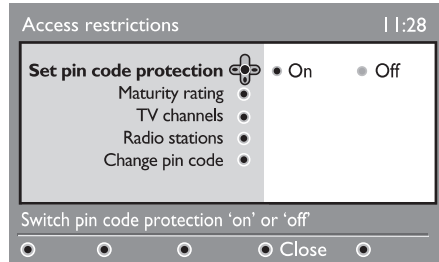 Access restrictions 11:28
Set pin code protection On Off
Maturity rating
TV channels
Radio stations
Change pin code
Switch pin code protection ‘on’ or ‘off’
Close